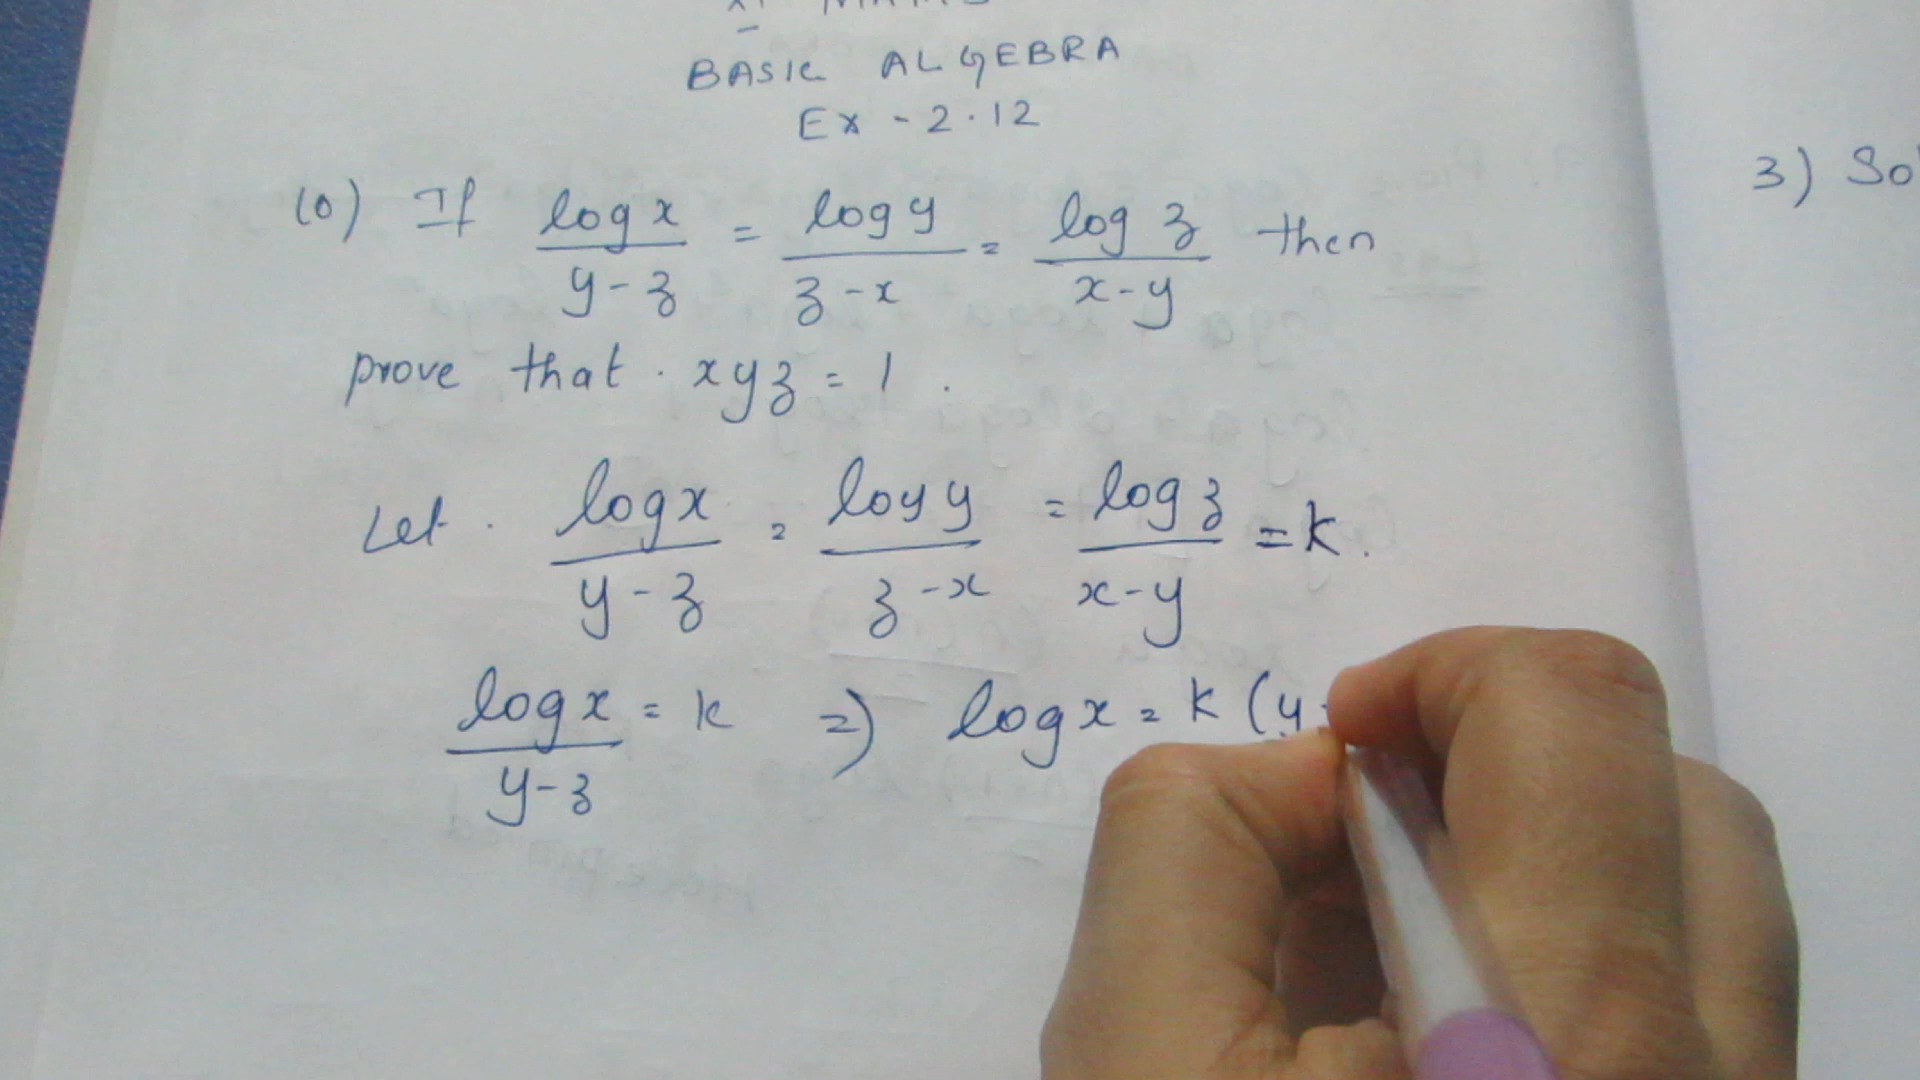 BASIC ALGEBRA
Ex - 2.12
10) If log x / y - z = log y / z - x = log z / x - y then
prove that. xyz = 1.
Let. log x / y - z = log y / z - x = log z / x - y = k.
log x / y - z = k => log x = k (y -
3) So